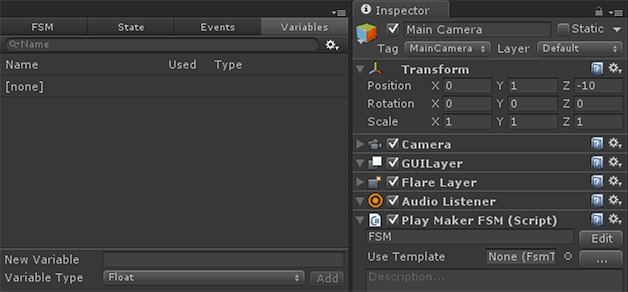 FSM State Events Variables
Name
Name Used Type
[none]
New Variable
Variable Type Float Add
Inspector
Main Camera Static
Tag MainCamera Layer Default
Transform
Position X 0 Y 1 Z -10
Rotation X 0 Y 0 Z 0
Scale X 1 Y 1 Z 1
Camera
GUILayer
Flare Layer
Audio Listener
Play Maker FSM (Script)
FSM Edit
Use Template None (FsmT ...
Description...